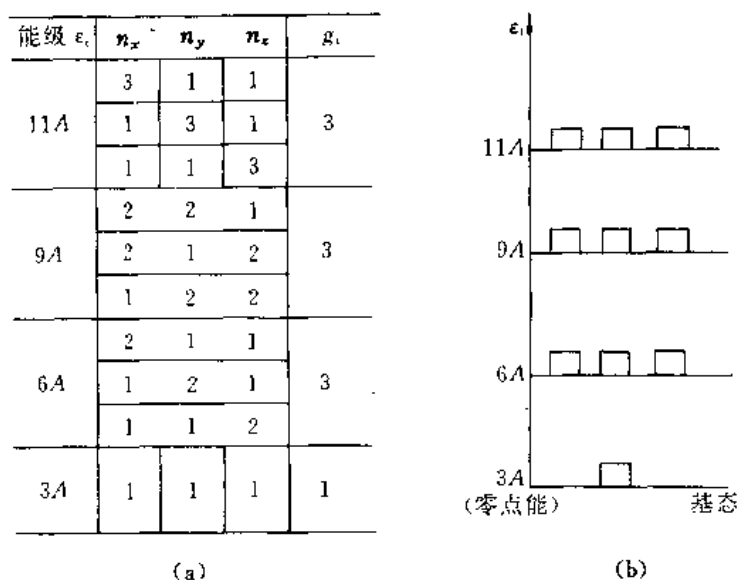 能级 ε_i n_x n_y n_z g_i
3 1 1
11A 1 3 1 3
1 1 3
2 2 1
9A 2 1 2 3
1 2 2
2 1 1
6A 1 2 1 3
1 1 2
3A 1 1 1 1
(a)
ε_i
11A
9A
6A
3A
(零点能) 基态
(b)